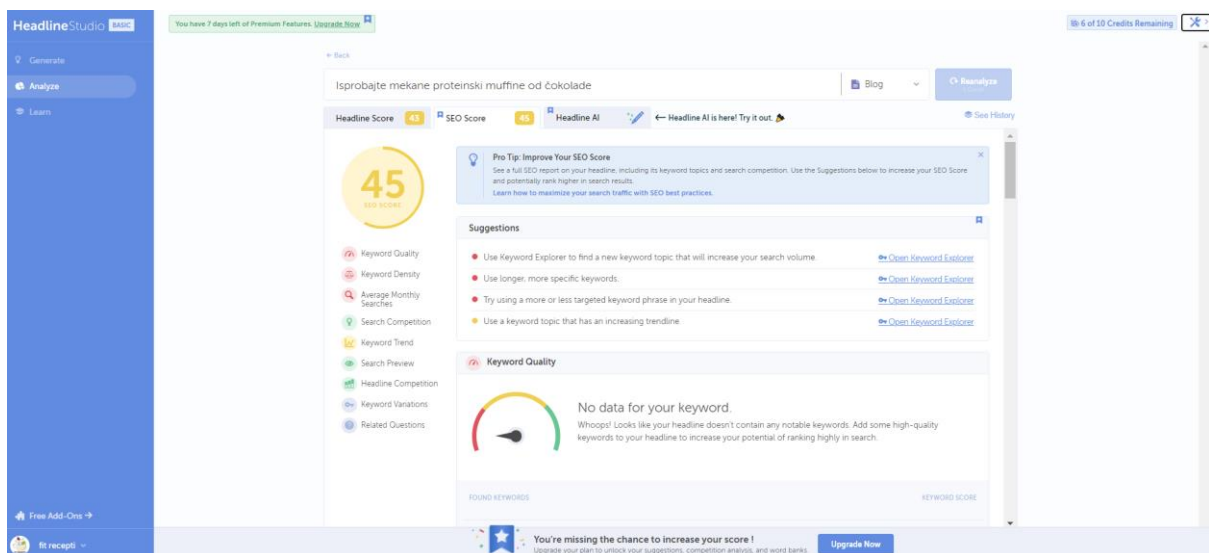 HeadlineStudio BASIC
You have 7 days left of Premium Features. Upgrade Now
6 of 10 Credits Remaining
Generate
Analyze
Learn
← Back
Isprobajte mekane proteinski muffine od čokolade
Blog
Reanalyze
Headline Score 43
SEO Score 45
Headline AI
← Headline AI is here! Try it out.
See History
45
SEO SCORE
Pro Tip: Improve Your SEO Score
See a full SEO report on your headline, including its keyword topics and search competition. Use the Suggestions below to increase your SEO Score
and potentially rank higher in search results.
Learn how to maximize your search traffic with SEO best practices.
Suggestions
Use Keyword Explorer to find a new keyword topic that will increase your search volume. Open Keyword Explorer
Use longer, more specific keywords. Open Keyword Explorer
Try using a more or less targeted keyword phrase in your headline. Open Keyword Explorer
Use a keyword topic that has an increasing trendline. Open Keyword Explorer
Keyword Quality
Keyword Density
Average Monthly
Searches
Search Competition
Keyword Trend
Search Preview
Headline Competition
Keyword Variations
Related Questions
Keyword Quality
No data for your keyword.
Whoops! Looks like your headline doesn't contain any notable keywords. Add some high-quality
keywords to your headline to increase your potential of ranking highly in search.
FOUND KEYWORDS
KEYWORD SCORE
Free Add-Ons →
fit recepti
You're missing the chance to increase your score !
Upgrade your plan to unlock your suggestions, competition analysis, and word banks
Upgrade Now